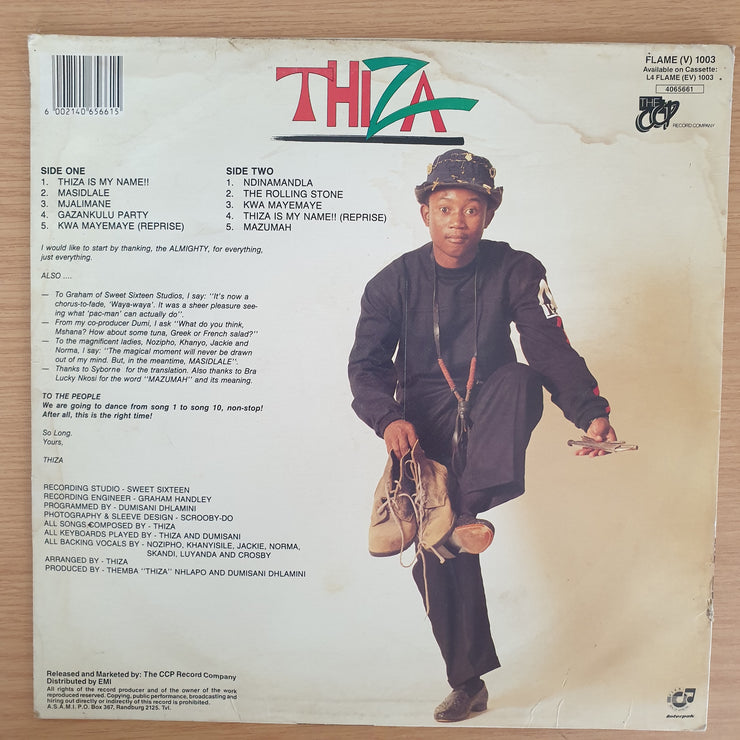 THIZA
FLAME (V) 1003
Available on Cassette:
L4 FLAME (EV) 1003
4065661
THE
CCP
RECORD COMPANY
6 002140 656615
SIDE ONE
1. THIZA IS MY NAME!!
2. MASIDLALE
3. MJALIMANE
4. GAZANKULU PARTY
5. KWA MAYEMAYE (REPRISE)
SIDE TWO
1. NDINAMANDLA
2. THE ROLLING STONE
3. KWA MAYEMAYE
4. THIZA IS MY NAME!! (REPRISE)
5. MAZUMAH
I would like to start by thanking, the ALMIGHTY, for everything,
just everything.
ALSO ....
— To Graham of Sweet Sixteen Studios, I say: "It's now a
chorus-to-fade, 'Waya-waya'. It was a sheer pleasure see-
ing what 'pac-man' can actually do".
— From my co-producer Dumi, I ask "What do you think,
Mshana? How about some tuna, Greek or French salad?"
— To the magnificent ladies, Nozipho, Khanyo, Jackie and
Norma, I say: "The magical moment will never be drawn
out of my mind. But, in the meantime, MASIDLALE".
— Thanks to Syborne for the translation. Also thanks to Bra
Lucky Nkosi for the word "MAZUMAH" and its meaning.
TO THE PEOPLE
We are going to dance from song 1 to song 10, non-stop!
After all, this is the right time!
So Long.
Yours,
THIZA
RECORDING STUDIO - SWEET SIXTEEN
RECORDING ENGINEER - GRAHAM HANDLEY
PROGRAMMED BY - DUMISANI DHLAMINI
PHOTOGRAPHY & SLEEVE DESIGN - SCROOBY-DO
ALL SONGS COMPOSED BY - THIZA
ALL KEYBOARDS PLAYED BY - THIZA AND DUMISANI
ALL BACKING VOCALS BY - NOZIPHO, KHANYISILE, JACKIE, NORMA,
SKANDI, LUYANDA AND CROSBY
ARRANGED BY - THIZA
PRODUCED BY - THEMBA "THIZA" NHLAPO AND DUMISANI DHLAMINI
Released and Marketed by: The CCP Record Company
Distributed by EMI
All rights of the record producer and of the owner of the work
reproduced reserved. Copying, public performance, broadcasting and
hiring out directly or indirectly of this record is prohibited.
A.S.A.M.I. P.O. Box 367, Randburg 2125. Tvl.
Interpak